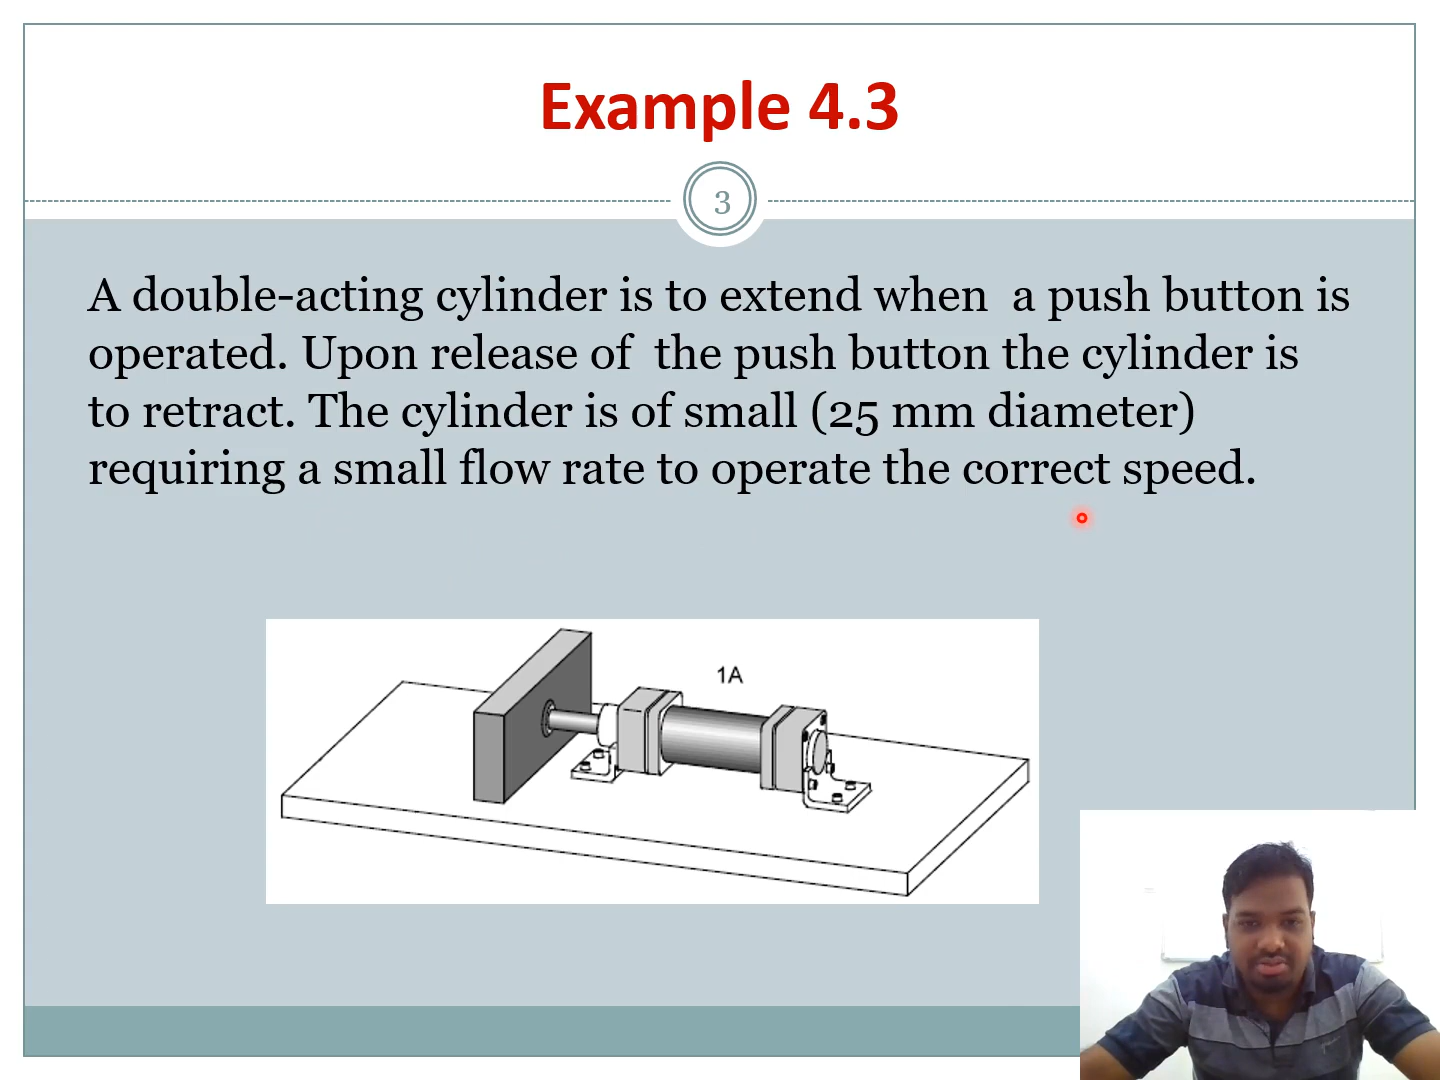 Example 4.3
3
A double-acting cylinder is to extend when a push button is
operated. Upon release of the push button the cylinder is
to retract. The cylinder is of small (25 mm diameter)
requiring a small flow rate to operate the correct speed.
1A